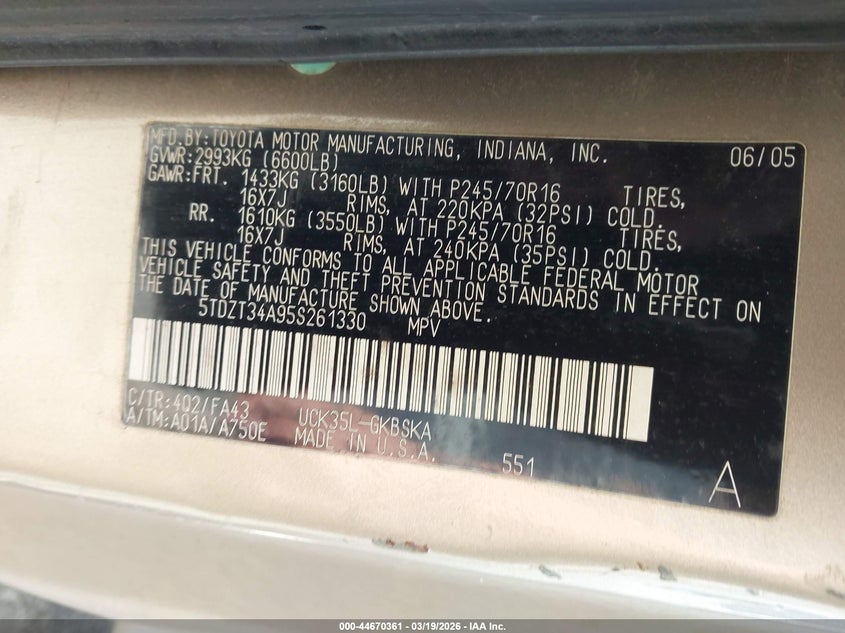 MFD.BY:TOYOTA MOTOR MANUFACTURING, INDIANA, INC. 06/05
GVWR:2993KG (6600LB)
GAWR:FRT. 1433KG (3160LB) WITH P245/70R16 TIRES,
16X7J RIMS, AT 220KPA (32PSI) COLD.
RR. 1610KG (3550LB) WITH P245/70R16 TIRES,
16X7J RIMS, AT 240KPA (35PSI) COLD.
THIS VEHICLE CONFORMS TO ALL APPLICABLE FEDERAL MOTOR
VEHICLE SAFETY AND THEFT PREVENTION STANDARDS IN EFFECT ON
THE DATE OF MANUFACTURE SHOWN ABOVE.
5TDZT34A95S261330 MPV
C/TR:4Q2/FA43 UCK35L-GKBSKA
A/TM:A01A/A750E MADE IN U.S.A. 551
A
000-44670361 | 03/19/2026 | IAA Inc.